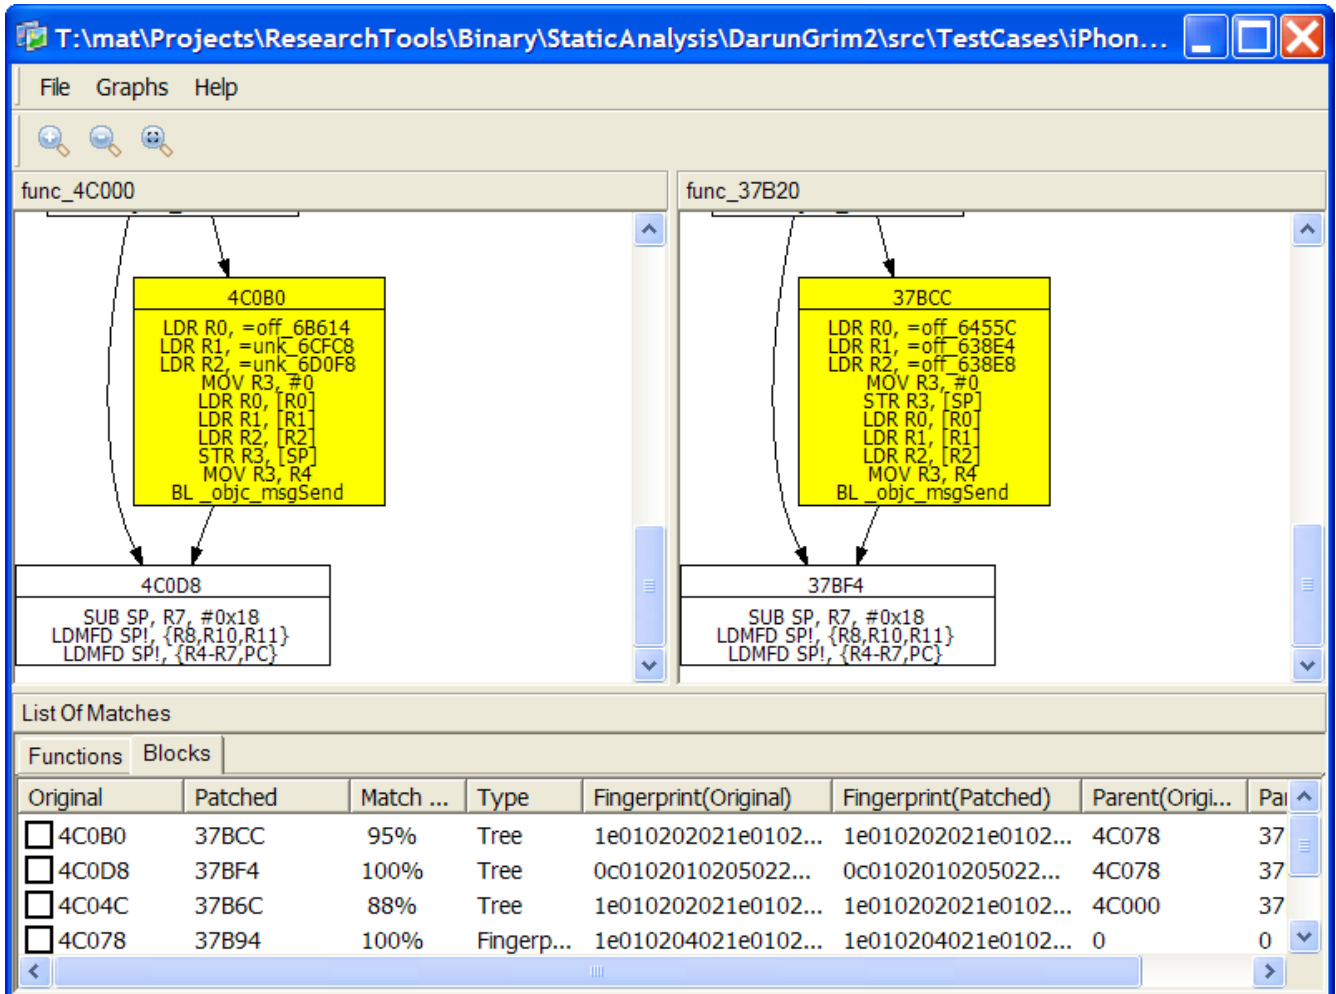 T:\mat\Projects\ResearchTools\Binary\StaticAnalysis\DarunGrim2\src\TestCases\iPhon...
File Graphs Help
func_4C000
func_37B20
4C0B0
LDR R0, =off_6B614
LDR R1, =unk_6CFC8
LDR R2, =unk_6D0F8
MOV R3, #0
LDR R0, [R0]
LDR R1, [R1]
LDR R2, [R2]
STR R3, [SP]
MOV R3, R4
BL _objc_msgSend
37BCC
LDR R0, =off_6455C
LDR R1, =off_638E4
LDR R2, =off_638E8
MOV R3, #0
STR R3, [SP]
LDR R0, [R0]
LDR R1, [R1]
LDR R2, [R2]
MOV R3, R4
BL _objc_msgSend
4C0D8
SUB SP, R7, #0x18
LDMFD SP!, {R8,R10,R11}
LDMFD SP!, {R4-R7,PC}
37BF4
SUB SP, R7, #0x18
LDMFD SP!, {R8,R10,R11}
LDMFD SP!, {R4-R7,PC}
List Of Matches
Functions Blocks
Original Patched Match ... Type Fingerprint(Original) Fingerprint(Patched) Parent(Origi... Par
4C0B0 37BCC 95% Tree 1e010202021e0102... 1e010202021e0102... 4C078 37
4C0D8 37BF4 100% Tree 0c0102010205022... 0c0102010205022... 4C078 37
4C04C 37B6C 88% Tree 1e010202021e0102... 1e010202021e0102... 4C000 37
4C078 37B94 100% Fingerp... 1e010204021e0102... 1e010204021e0102... 0 0